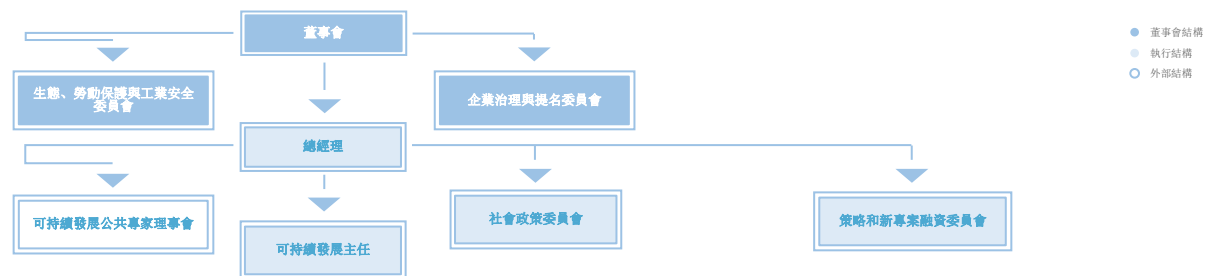 董事會
生態、勞動保護與工業安全
委員會
企業治理與提名委員會
總經理
可持續發展公共專家理事會
可持續發展主任
社會政策委員會
策略和新專案融資委員會
董事會結構
執行結構
外部結構